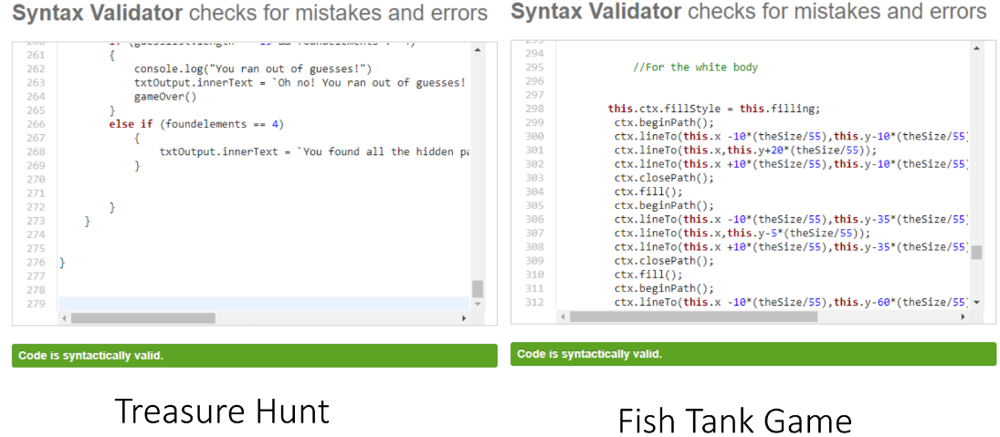 Syntax Validator checks for mistakes and errors
261 {
262 console.log("You ran out of guesses!")
263 txtOutput.innerText = `Oh no! You ran out of guesses!
264 gameOver()
265 }
266 else if (foundelements == 4)
267 {
268 txtOutput.innerText = `You found all the hidden
269 }
270
271
272 }
273 }
274
275
276 }
277
278
279
Code is syntactically valid.
Treasure Hunt
Syntax Validator checks for mistakes and errors
294
295 //For the white body
296
297
298 this.ctx.fillStyle = this.filling;
299 ctx.beginPath();
300 ctx.lineTo(this.x -10*(theSize/55),this.y-10*(theSize/55)
301 ctx.lineTo(this.x,this.y+20*(theSize/55));
302 ctx.lineTo(this.x +10*(theSize/55),this.y-10*(theSize/55)
303 ctx.closePath();
304 ctx.fill();
305 ctx.beginPath();
306 ctx.lineTo(this.x -10*(theSize/55),this.y-35*(theSize/55)
307 ctx.lineTo(this.x,this.y-5*(theSize/55));
308 ctx.lineTo(this.x +10*(theSize/55),this.y-35*(theSize/55)
309 ctx.closePath();
310 ctx.fill();
311 ctx.beginPath();
312 ctx.lineTo(this.x -10*(theSize/55),this.y-60*(theSize/55)
Code is syntactically valid.
Fish Tank Game